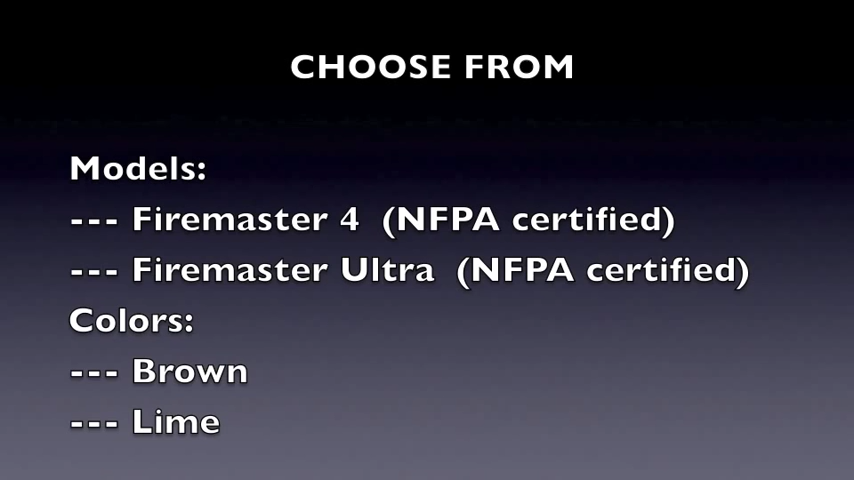 CHOOSE FROM
Models:
--- Firemaster 4  (NFPA certified)
--- Firemaster Ultra  (NFPA certified)
Colors:
--- Brown
--- Lime